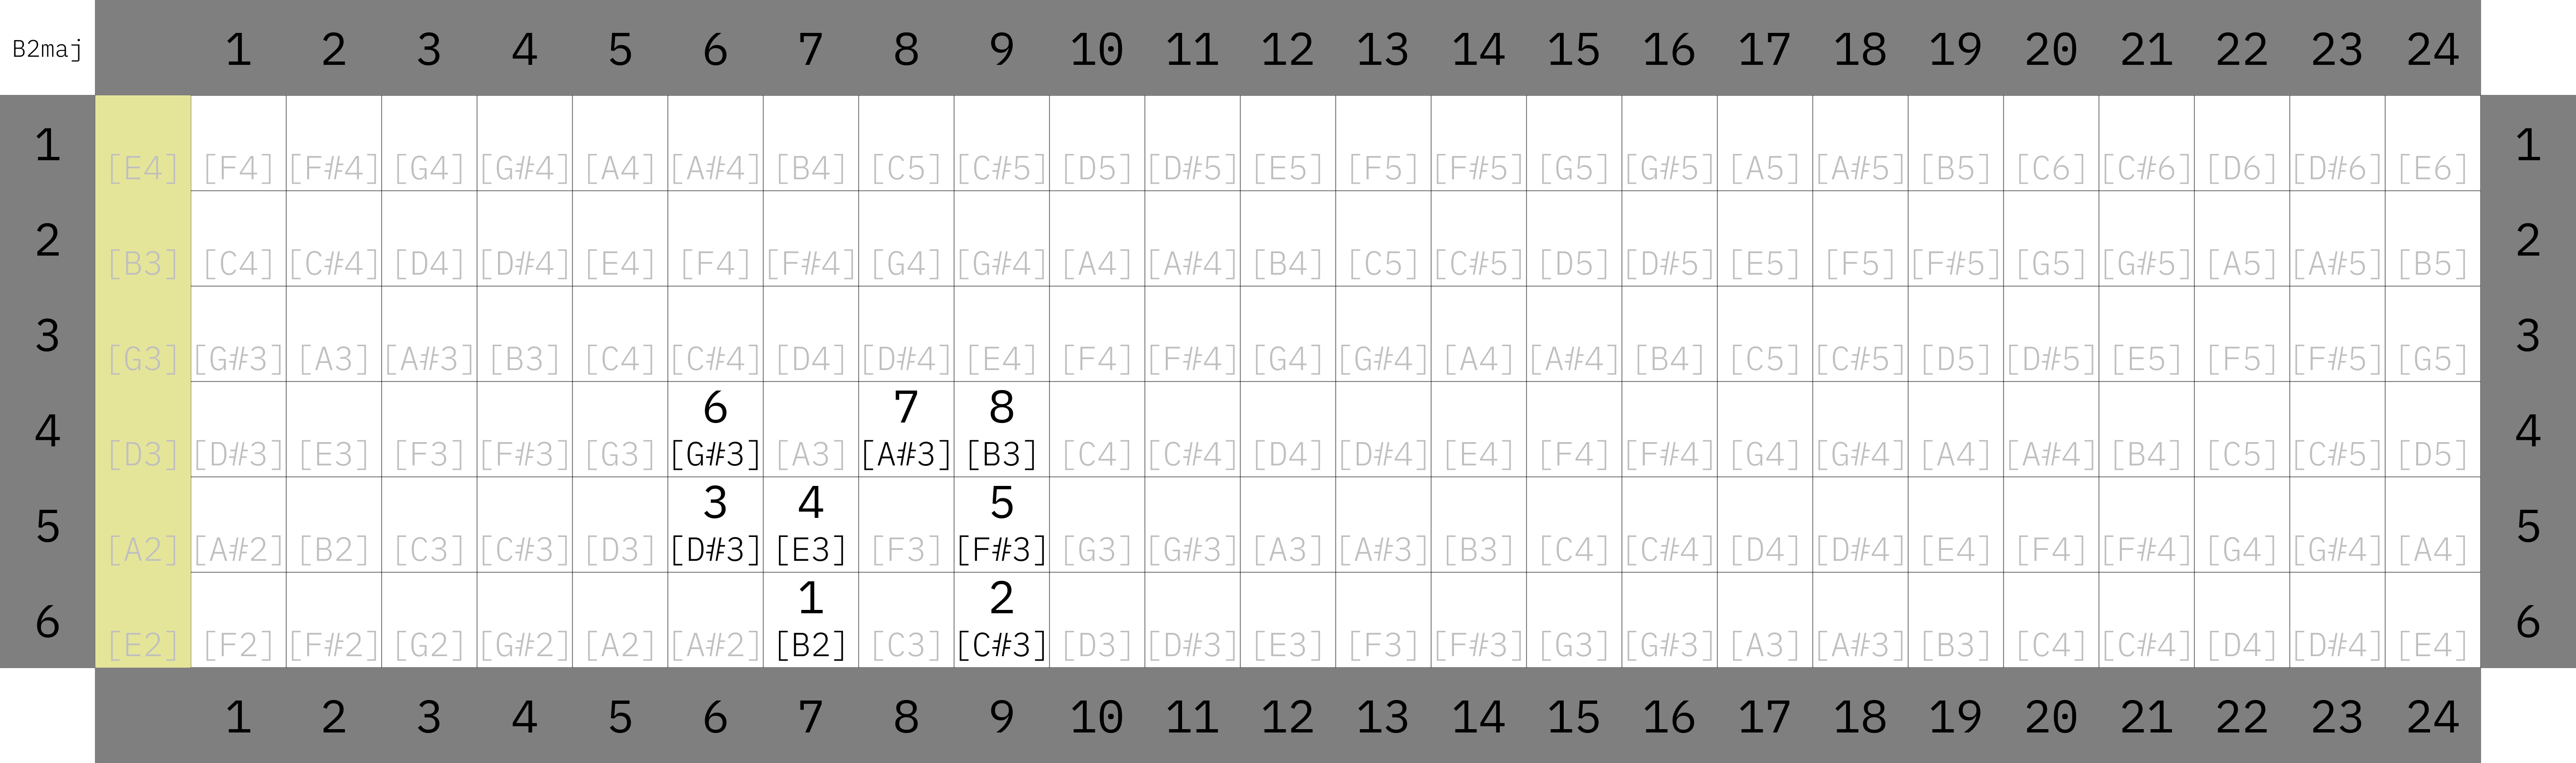 B2maj 1 2 3 4 5 6 7 8 9 10 11 12 13 14 15 16 17 18 19 20 21 22 23 24
1 [E4] [F4] [F#4] [G4] [G#4] [A4] [A#4] [B4] [C5] [C#5] [D5] [D#5] [E5] [F5] [F#5] [G5] [G#5] [A5] [A#5] [B5] [C6] [C#6] [D6] [D#6] [E6] 1
2 [B3] [C4] [C#4] [D4] [D#4] [E4] [F4] [F#4] [G4] [G#4] [A4] [A#4] [B4] [C5] [C#5] [D5] [D#5] [E5] [F5] [F#5] [G5] [G#5] [A5] [A#5] [B5] 2
3 [G3] [G#3] [A3] [A#3] [B3] [C4] [C#4] [D4] [D#4] [E4] [F4] [F#4] [G4] [G#4] [A4] [A#4] [B4] [C5] [C#5] [D5] [D#5] [E5] [F5] [F#5] [G5] 3
6 7 8
4 [D3] [D#3] [E3] [F3] [F#3] [G3] [G#3] [A3] [A#3] [B3] [C4] [C#4] [D4] [D#4] [E4] [F4] [F#4] [G4] [G#4] [A4] [A#4] [B4] [C5] [C#5] [D5] 4
3 4 5
5 [A2] [A#2] [B2] [C3] [C#3] [D3] [D#3] [E3] [F3] [F#3] [G3] [G#3] [A3] [A#3] [B3] [C4] [C#4] [D4] [D#4] [E4] [F4] [F#4] [G4] [G#4] [A4] 5
1 2
6 [E2] [F2] [F#2] [G2] [G#2] [A2] [A#2] [B2] [C3] [C#3] [D3] [D#3] [E3] [F3] [F#3] [G3] [G#3] [A3] [A#3] [B3] [C4] [C#4] [D4] [D#4] [E4] 6
1 2 3 4 5 6 7 8 9 10 11 12 13 14 15 16 17 18 19 20 21 22 23 24